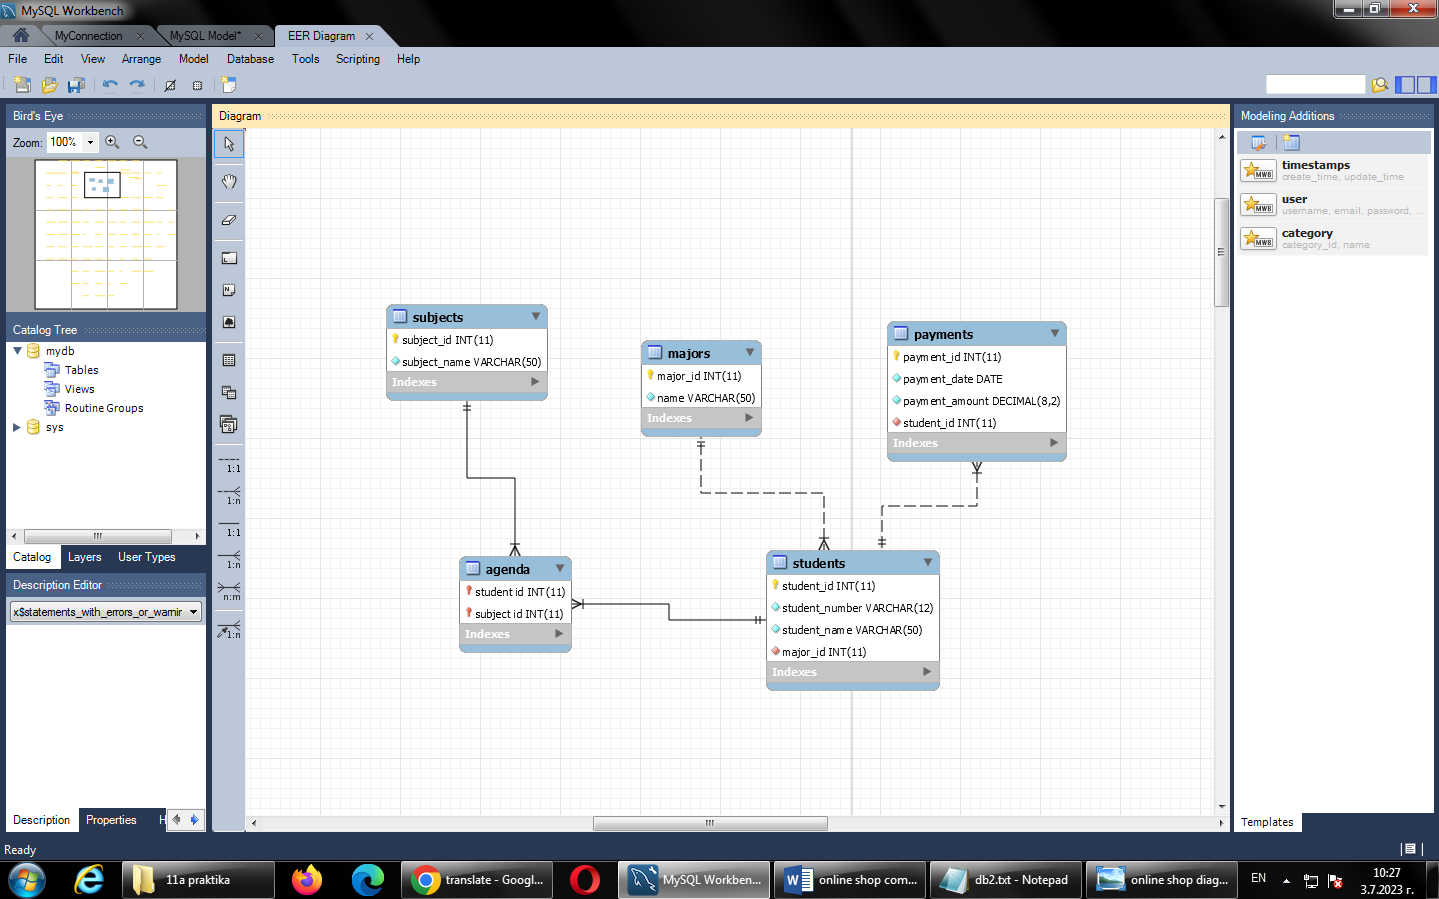 MySQL Workbench
MyConnection
MySQL Model*
EER Diagram
File Edit View Arrange Model Database Tools Scripting Help
Bird's Eye
Zoom: 100%
Catalog Tree
mydb
Tables
Views
Routine Groups
sys
Catalog Layers User Types
Description Editor
x$statements_with_errors_or_warnir
Description Properties H
Diagram
1:1
1:n
1:1
1:n
n:m
1:n
subjects
subject_id INT(11)
subject_name VARCHAR(50)
Indexes
majors
major_id INT(11)
name VARCHAR(50)
Indexes
payments
payment_id INT(11)
payment_date DATE
payment_amount DECIMAL(8,2)
student_id INT(11)
Indexes
agenda
student id INT(11)
subject id INT(11)
Indexes
students
student_id INT(11)
student_number VARCHAR(12)
student_name VARCHAR(50)
major_id INT(11)
Indexes
Modeling Additions
MWB
timestamps
create_time, update_time
MWB
user
username, email, password, ...
MWB
category
category_id, name
Templates
Ready
11a praktika
translate - Googl...
MySQL Workben...
online shop com...
db2.txt - Notepad
online shop diag...
EN
10:27
3.7.2023 г.